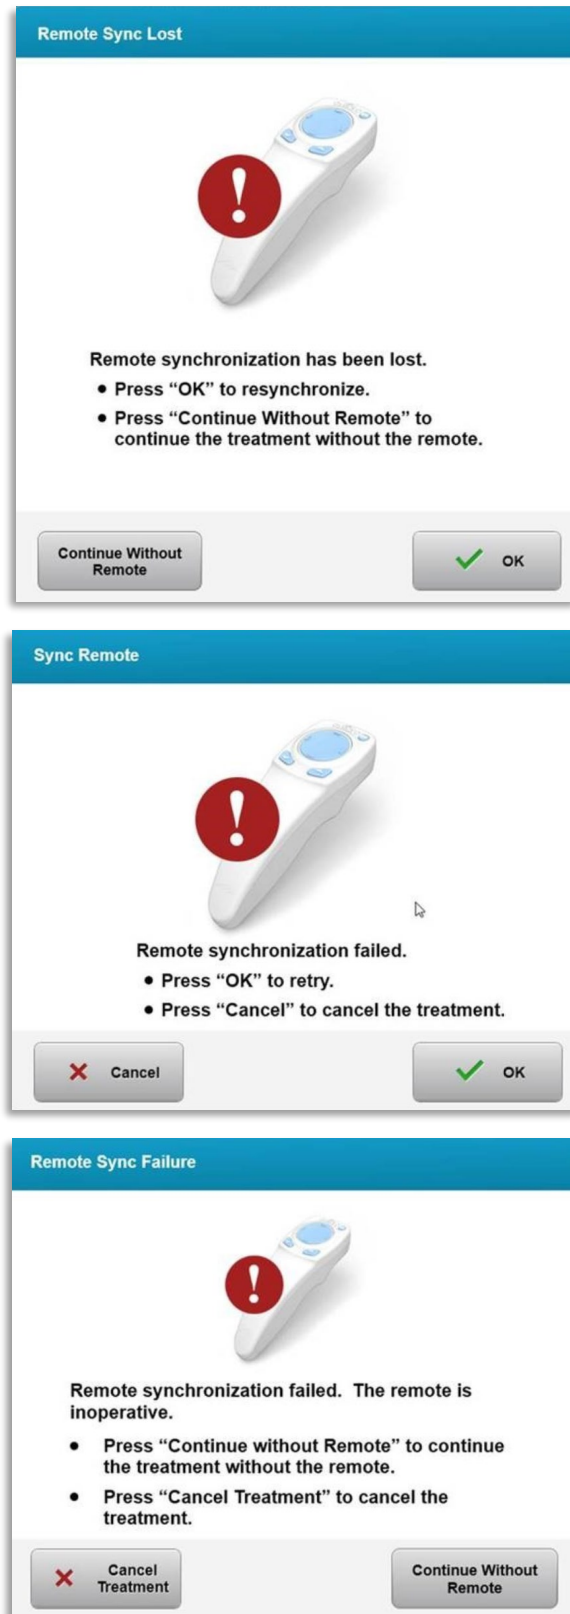 Remote Sync Lost
Remote synchronization has been lost.
● Press “OK” to resynchronize.
● Press “Continue Without Remote” to
continue the treatment without the remote.
Continue Without
Remote
OK
Sync Remote
Remote synchronization failed.
● Press “OK” to retry.
● Press “Cancel” to cancel the treatment.
Cancel
OK
Remote Sync Failure
Remote synchronization failed.  The remote is
inoperative.
● Press “Continue without Remote” to continue
the treatment without the remote.
● Press “Cancel Treatment” to cancel the
treatment.
Cancel
Treatment
Continue Without
Remote